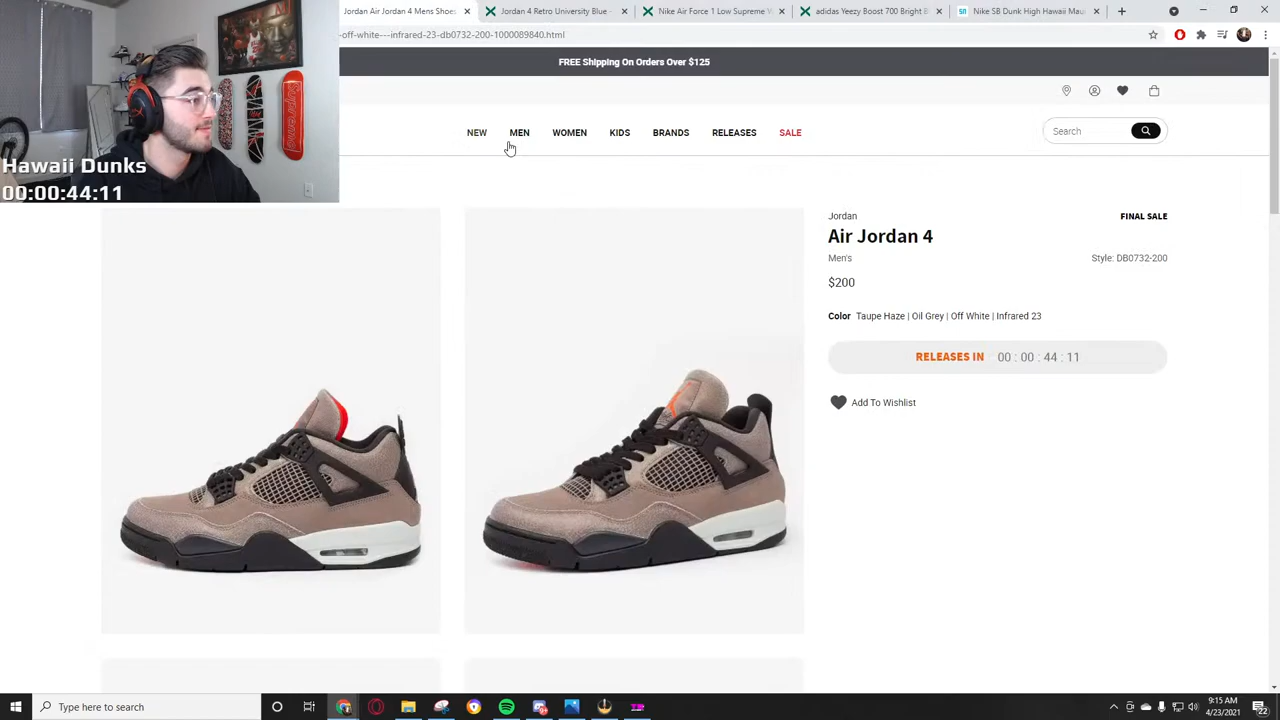 Jordan Air Jordan 4 Mens Shoes
Jordan 4 Retro University Blue -
Nike Air Force 1 Low Supreme
adidas Yeezy Boost 700 Bright B
Nike SB Dunk High Hawaii Mau
off-white---infrared-23-db0732-200-1000089840.html
FREE Shipping On Orders Over $125
NEW MEN WOMEN KIDS BRANDS RELEASES SALE
Search
Hawaii Dunks
00:00:44:11
Jordan
FINAL SALE
Air Jordan 4
Men's
Style: DB0732-200
$200
Color Taupe Haze | Oil Grey | Off White | Infrared 23
RELEASES IN 00 : 00 : 44 : 11
Add To Wishlist
Type here to search
9:15 AM
4/23/2021
22